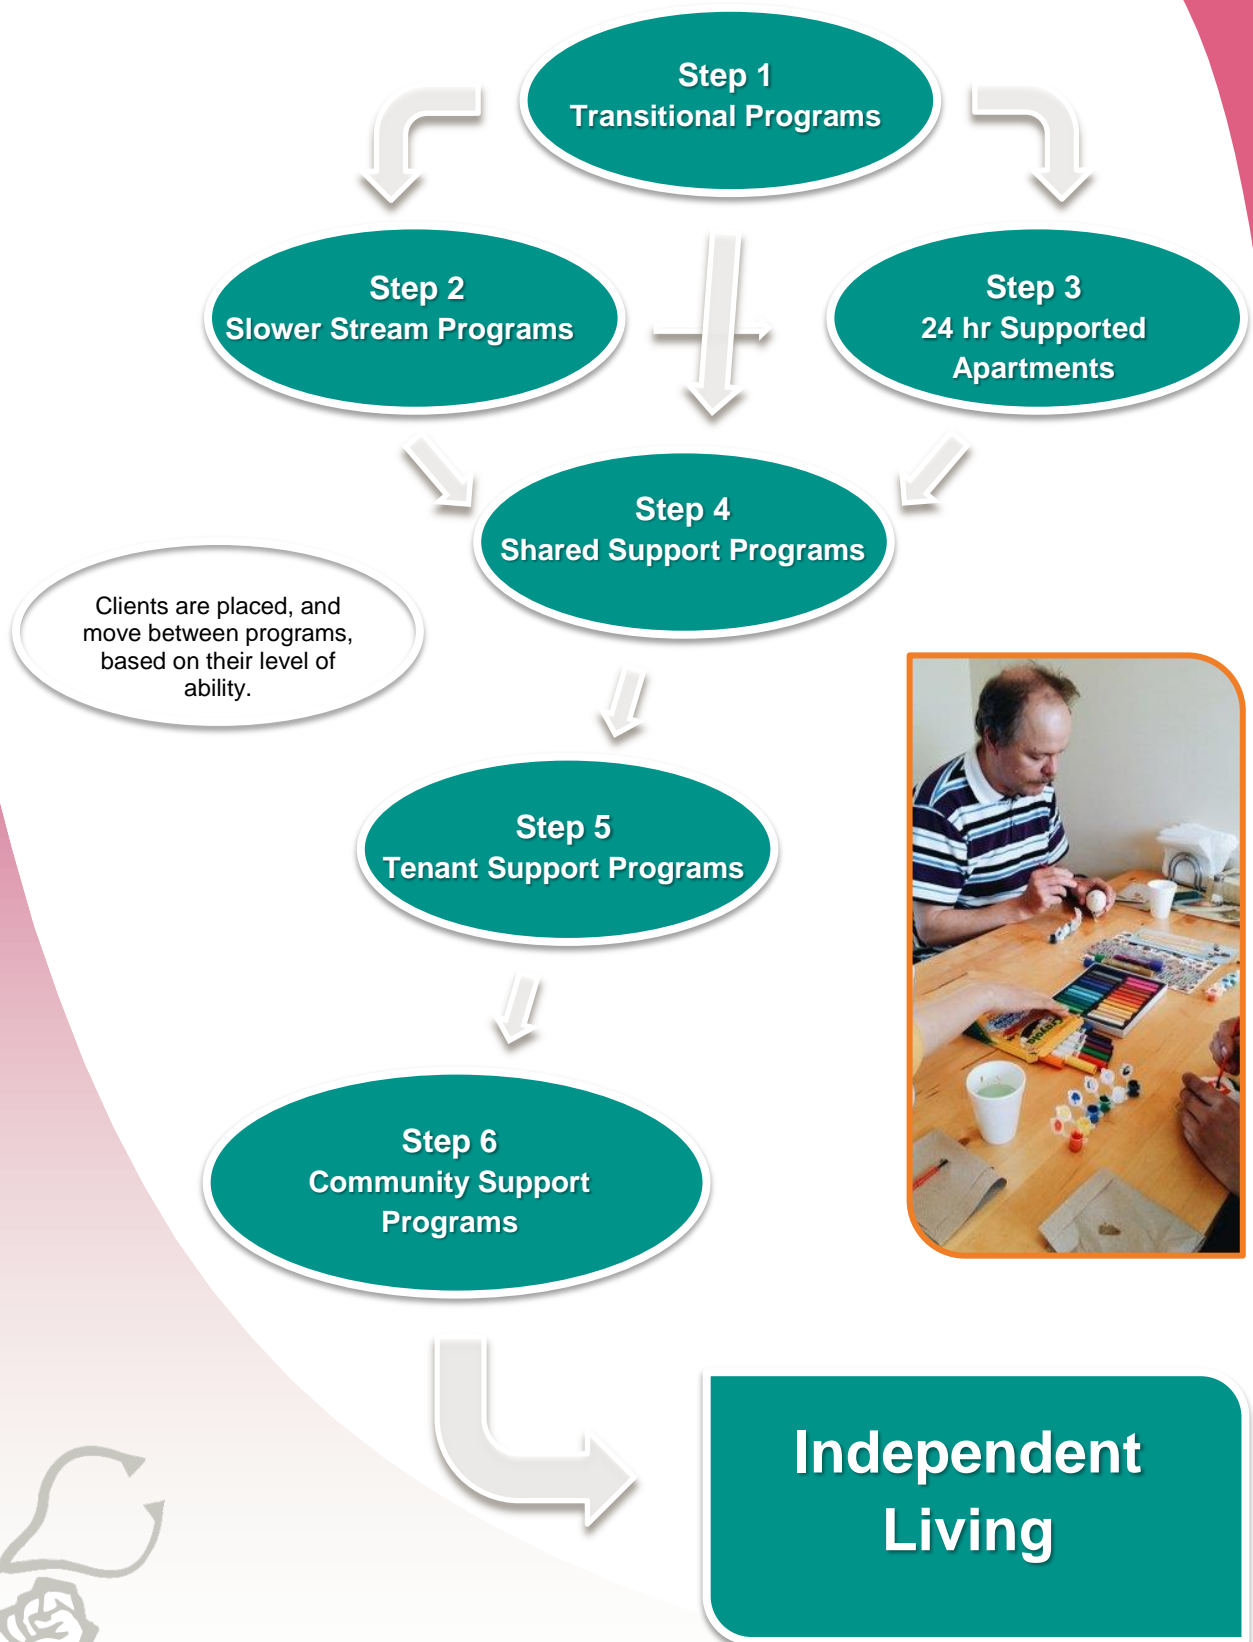 Step 1
Transitional Programs
Step 2
Slower Stream Programs
Step 3
24 hr Supported
Apartments
Step 4
Shared Support Programs
Clients are placed, and
move between programs,
based on their level of
ability.
Step 5
Tenant Support Programs
Crayola
Step 6
Community Support
Programs
Independent
Living